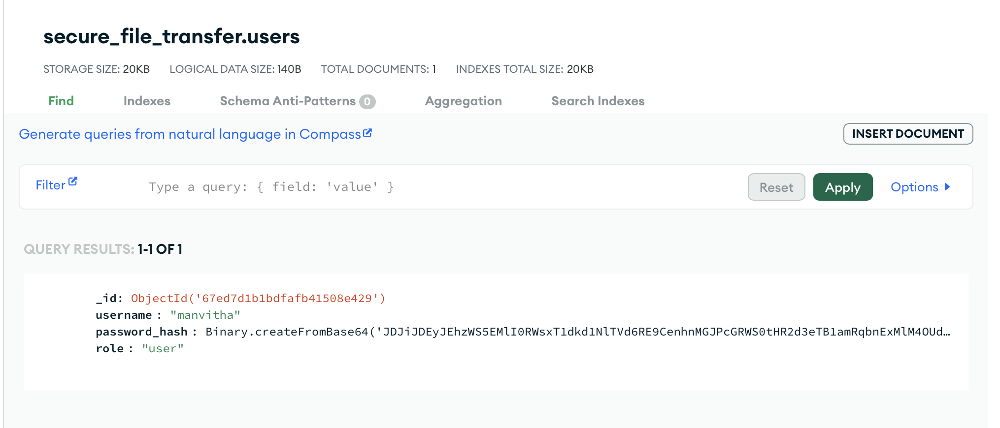 secure_file_transfer.users
STORAGE SIZE: 20KB LOGICAL DATA SIZE: 140B TOTAL DOCUMENTS: 1 INDEXES TOTAL SIZE: 20KB
Find Indexes Schema Anti-Patterns 0 Aggregation Search Indexes
Generate queries from natural language in Compass INSERT DOCUMENT
Filter Type a query: { field: 'value' } Reset Apply Options
QUERY RESULTS: 1-1 OF 1
_id: ObjectId('67ed7d1b1bdfafb41508e429')
username : "manvitha"
password_hash : Binary.createFromBase64('JDJiJDEyJEhzWS5EMlI0RWsxT1dkd1NlTVd6RE9CenhnMGJPcGRWS0tHR2d3eTB1amRqbnExMlM4OUd…
role : "user"